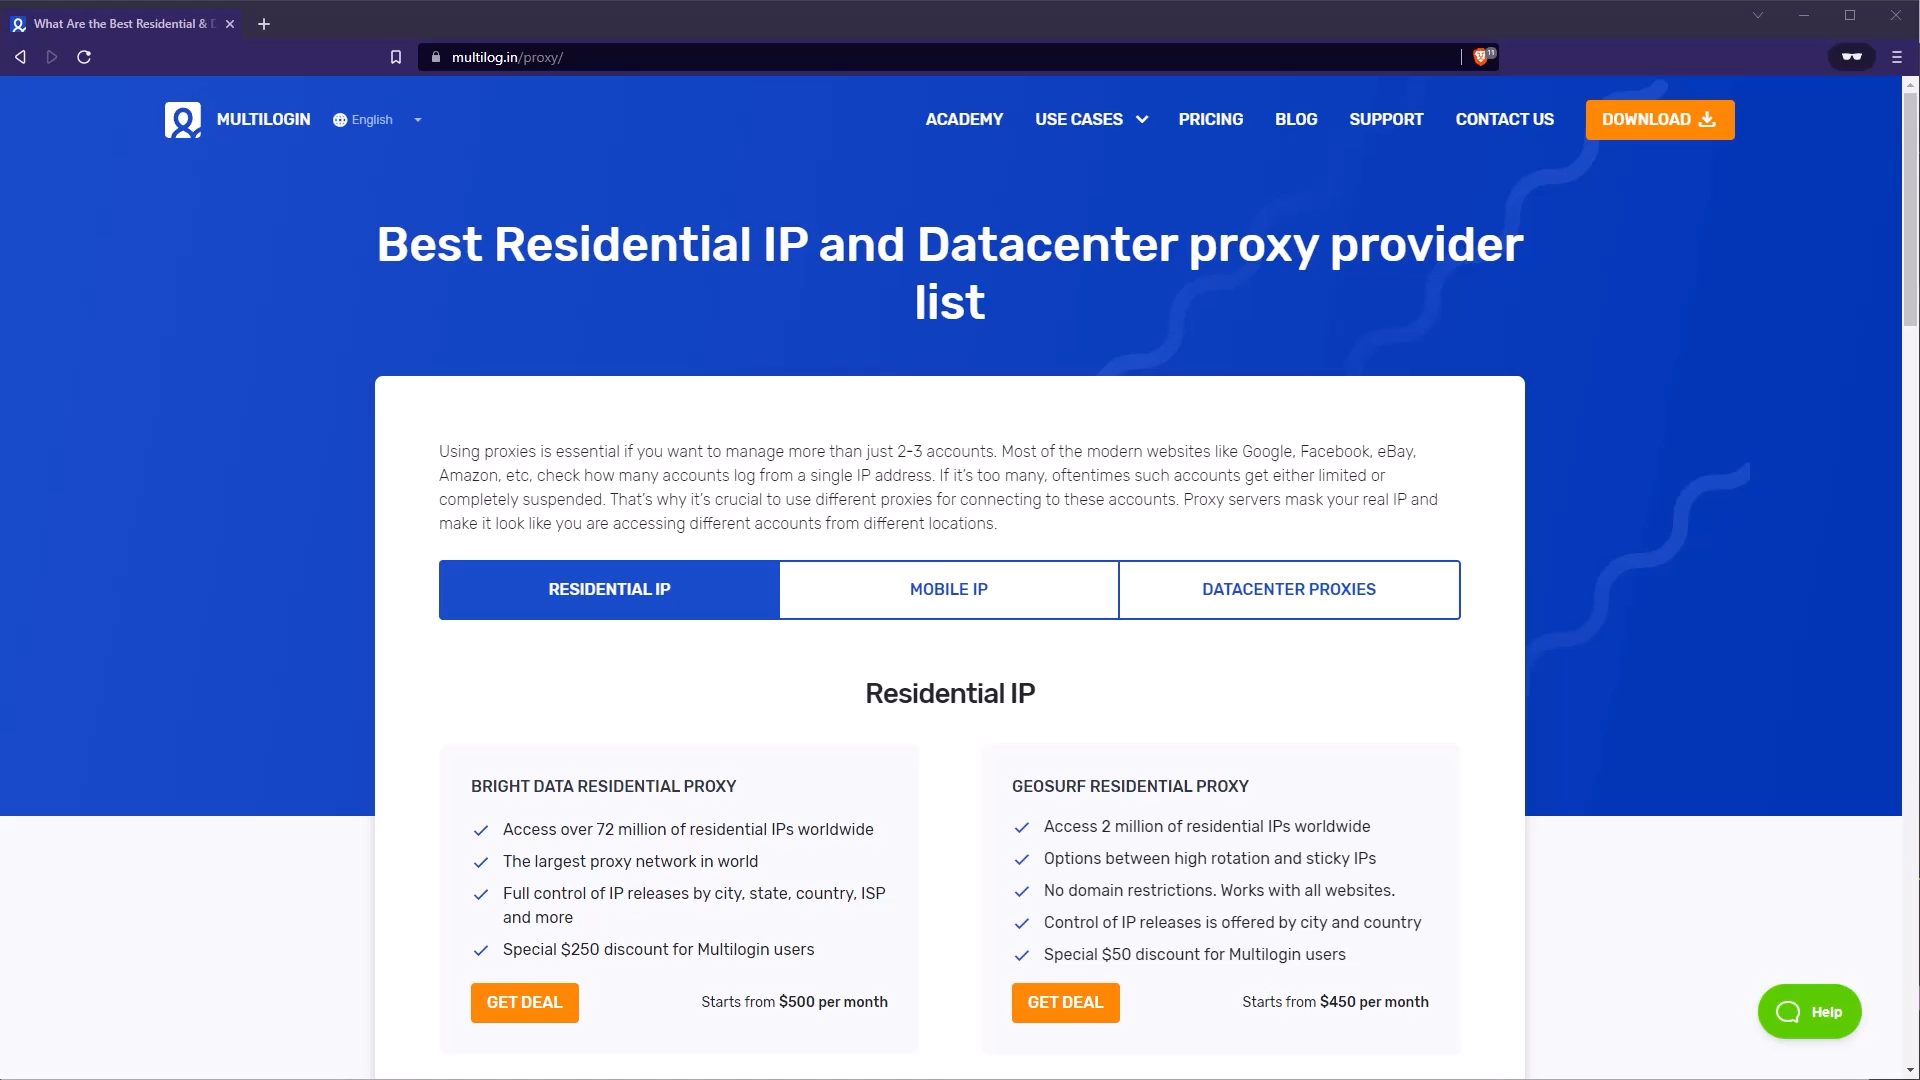 What Are the Best Residential &
multilog.in/proxy/
11
MULTILOGIN
English
ACADEMY
USE CASES
PRICING
BLOG
SUPPORT
CONTACT US
DOWNLOAD
Best Residential IP and Datacenter proxy provider
list
Using proxies is essential if you want to manage more than just 2-3 accounts. Most of the modern websites like Google, Facebook, eBay,
Amazon, etc, check how many accounts log from a single IP address. If it's too many, oftentimes such accounts get either limited or
completely suspended. That's why it's crucial to use different proxies for connecting to these accounts. Proxy servers mask your real IP and
make it look like you are accessing different accounts from different locations.
RESIDENTIAL IP
MOBILE IP
DATACENTER PROXIES
Residential IP
BRIGHT DATA RESIDENTIAL PROXY
Access over 72 million of residential IPs worldwide
The largest proxy network in world
Full control of IP releases by city, state, country, ISP
and more
Special $250 discount for Multilogin users
GET DEAL
Starts from $500 per month
GEOSURF RESIDENTIAL PROXY
Access 2 million of residential IPs worldwide
Options between high rotation and sticky IPs
No domain restrictions. Works with all websites.
Control of IP releases is offered by city and country
Special $50 discount for Multilogin users
GET DEAL
Starts from $450 per month
Help